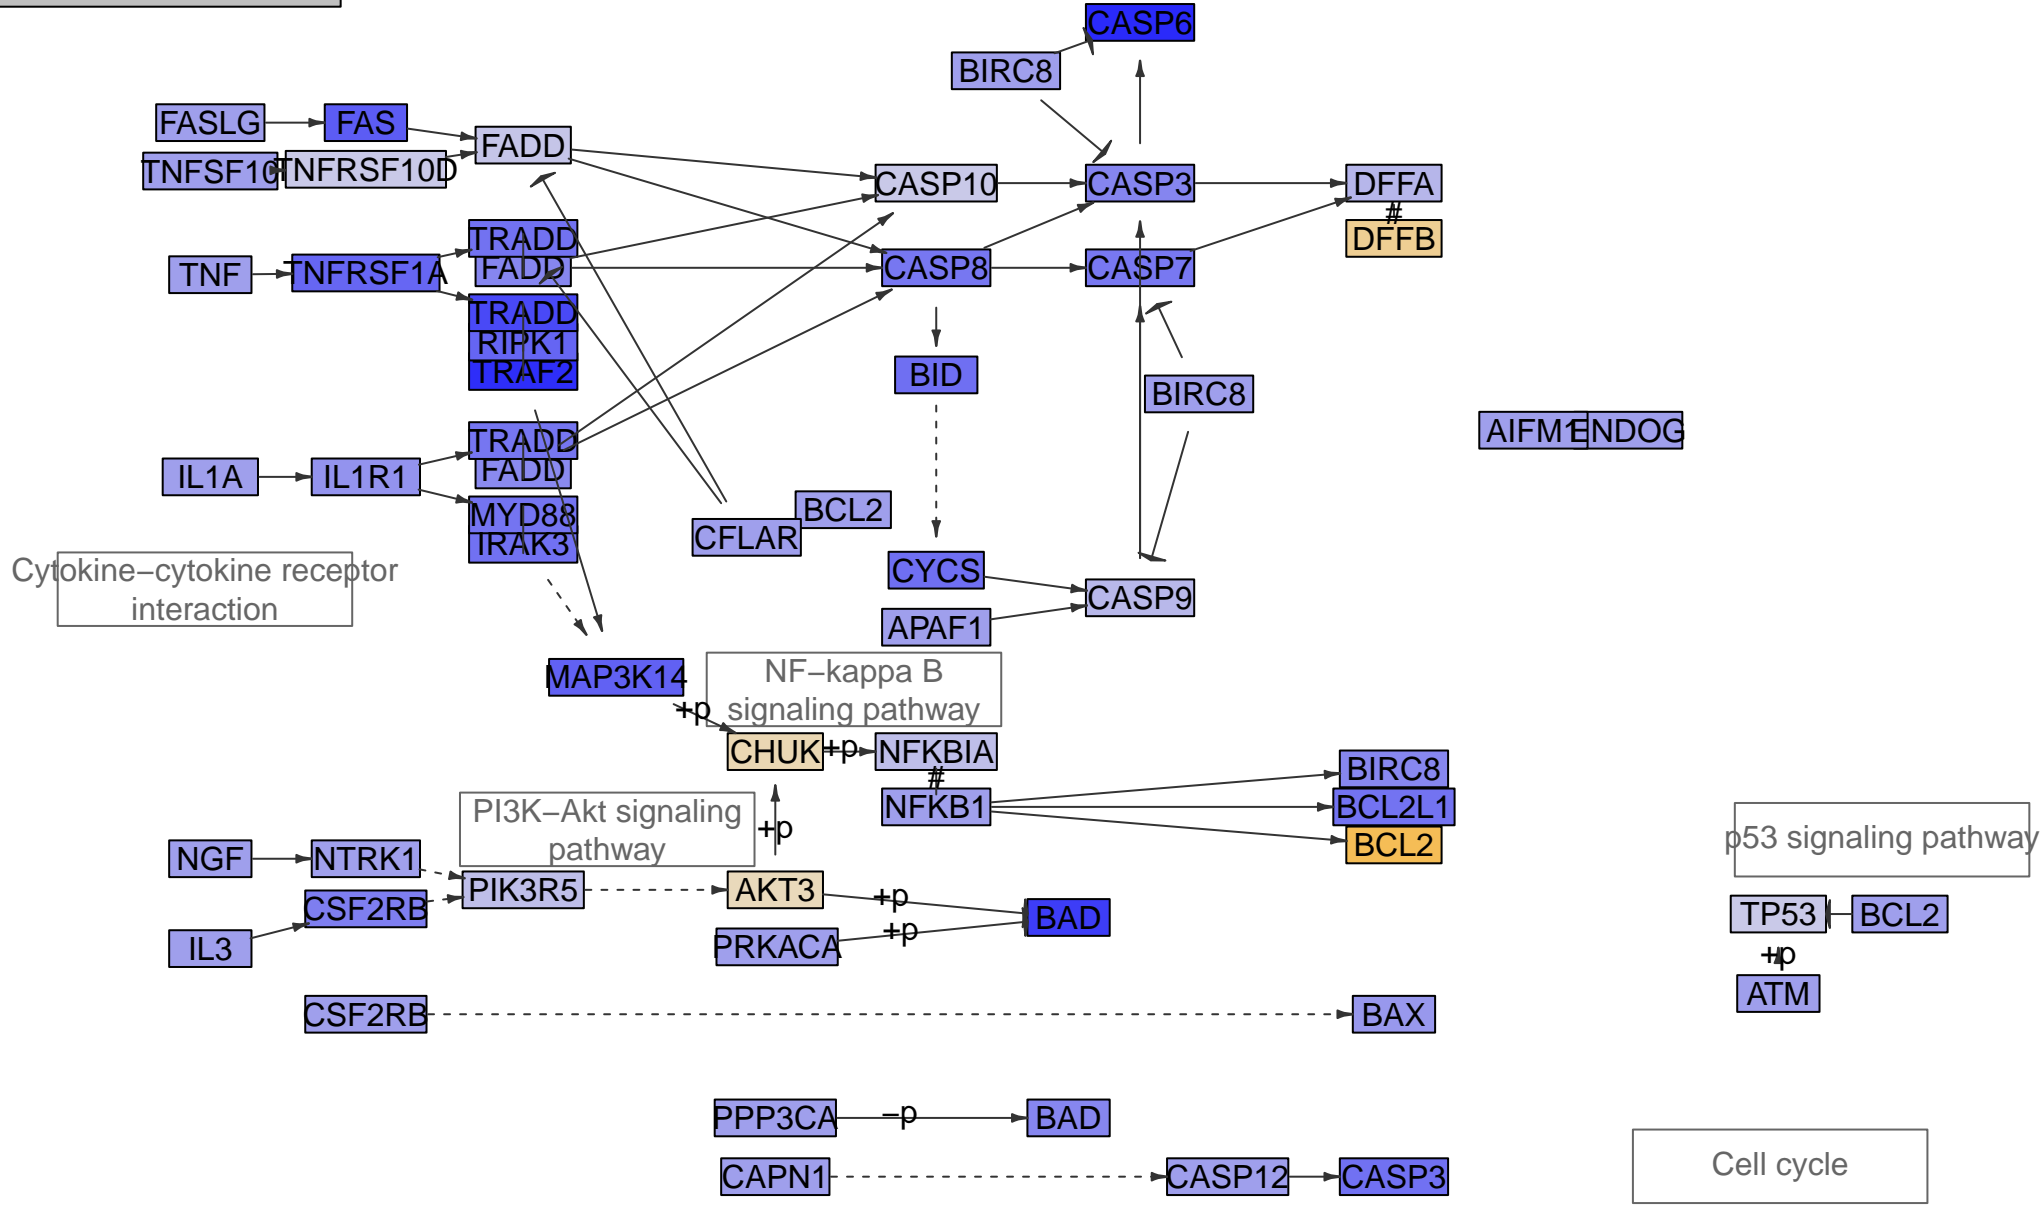 CASP6
BIRC8
FASLG
FAS
FADD
TNFSF10
TNFRSF10D
CASP10
CASP3
DFFA
#
DFFB
TRADD
FADD
TNF
TNFRSF1A
CASP8
CASP7
TRADD
RIPK1
TRAF2
BID
BIRC8
AIFM1
ENDOG
TRADD
FADD
IL1A
IL1R1
MYD88
IRAK3
BCL2
CFLAR
CYCS
CASP9
APAF1
Cytokine−cytokine receptor
interaction
MAP3K14
NF−kappa B
signaling pathway
+p
CHUK
+p
NFKBIA
#
NFKB1
BIRC8
BCL2L1
BCL2
PI3K−Akt signaling
pathway
+p
p53 signaling pathway
NGF
NTRK1
PIK3R5
AKT3
+p
CSF2RB
BAD
TP53
BCL2
IL3
PRKACA
+p
+p
ATM
CSF2RB
BAX
PPP3CA
−p
BAD
CAPN1
CASP12
CASP3
Cell cycle